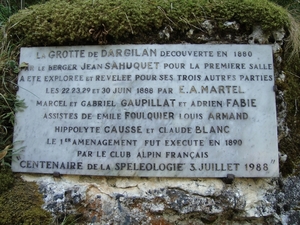 LA GROTTE DE DARGILAN DECOUVERTE EN 1880
PAR LE BERGER JEAN SAHUQUET POUR LA PREMIERE SALLE
A ETE EXPLOREE ET REVELEE POUR SES TROIS AUTRES PARTIES
LES 22.23.29 ET 30 JUIN 1888 PAR E.A. MARTEL
MARCEL ET GABRIEL GAUPILLAT ET ADRIEN FABIE
ASSISTES DE EMILE FOULQUIER LOUIS ARMAND
HIPPOLYTE CAUSSE ET CLAUDE BLANC
LE 1ER AMENAGEMENT FUT EXECUTE EN 1890
PAR LE CLUB ALPIN FRANÇAIS
"CENTENAIRE DE LA SPELEOLOGIE 3 JUILLET 1988"